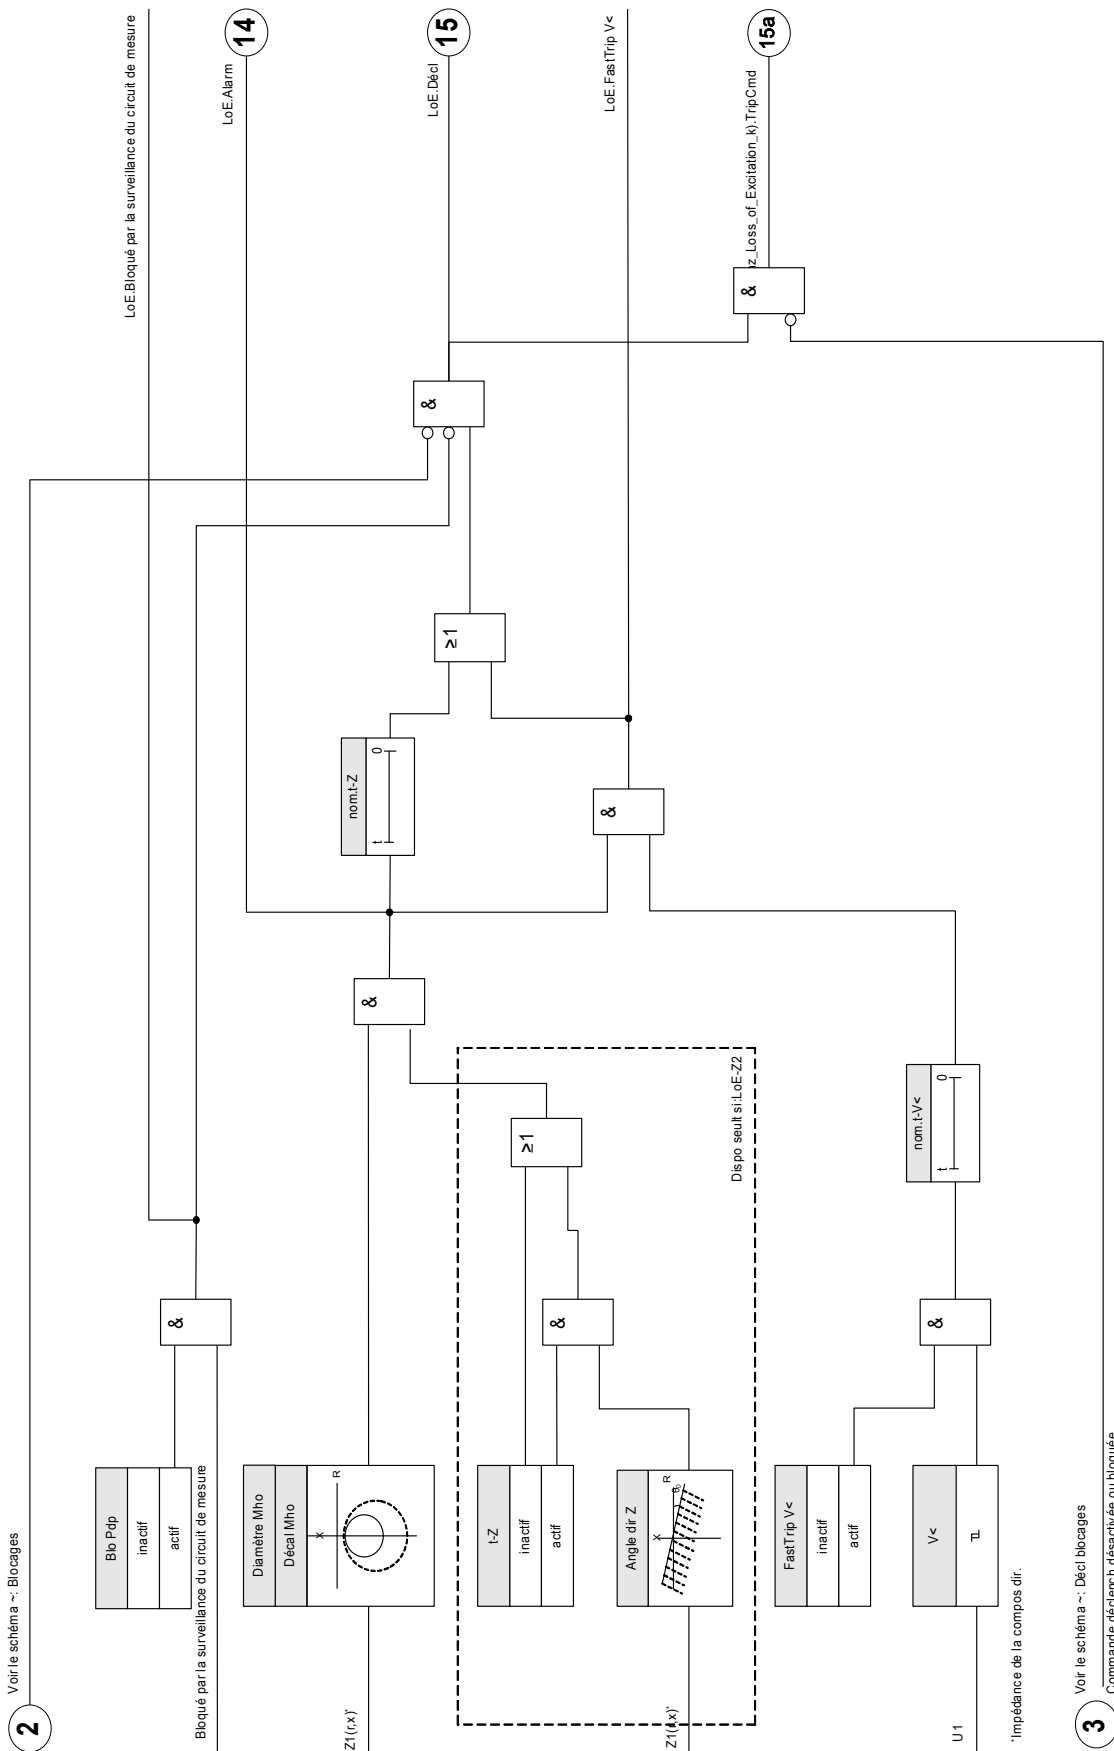 2
Voir le schéma ~: Blocages
LoE.Bloqué par la surveillance du circuit de mesure
Blo Pdp
inactif
actif
Bloqué par la surveillance du circuit de mesure
&
14
LoE.Alarm
Diamètre Mho
Décal Mho
X
R
Z1(r,x)*
&
nom.t-Z
t
0
≥1
&
15
LoE.Décl
t-Z
inactif
actif
&
≥1
Angle dir Z
X
R
Z1(r,x)*
Dispo seult si:LoE-Z2
&
LoE.FastTrip V<
FastTrip V<
inactif
actif
V<
U1
&
nom.t-V<
t
0
*Impédance de la compos dir.
&
z_Loss_of_Excitation_k).TripCmd
15a
3
Voir le schéma ~: Décl blocages
Commande déclench désactivée ou bloquée